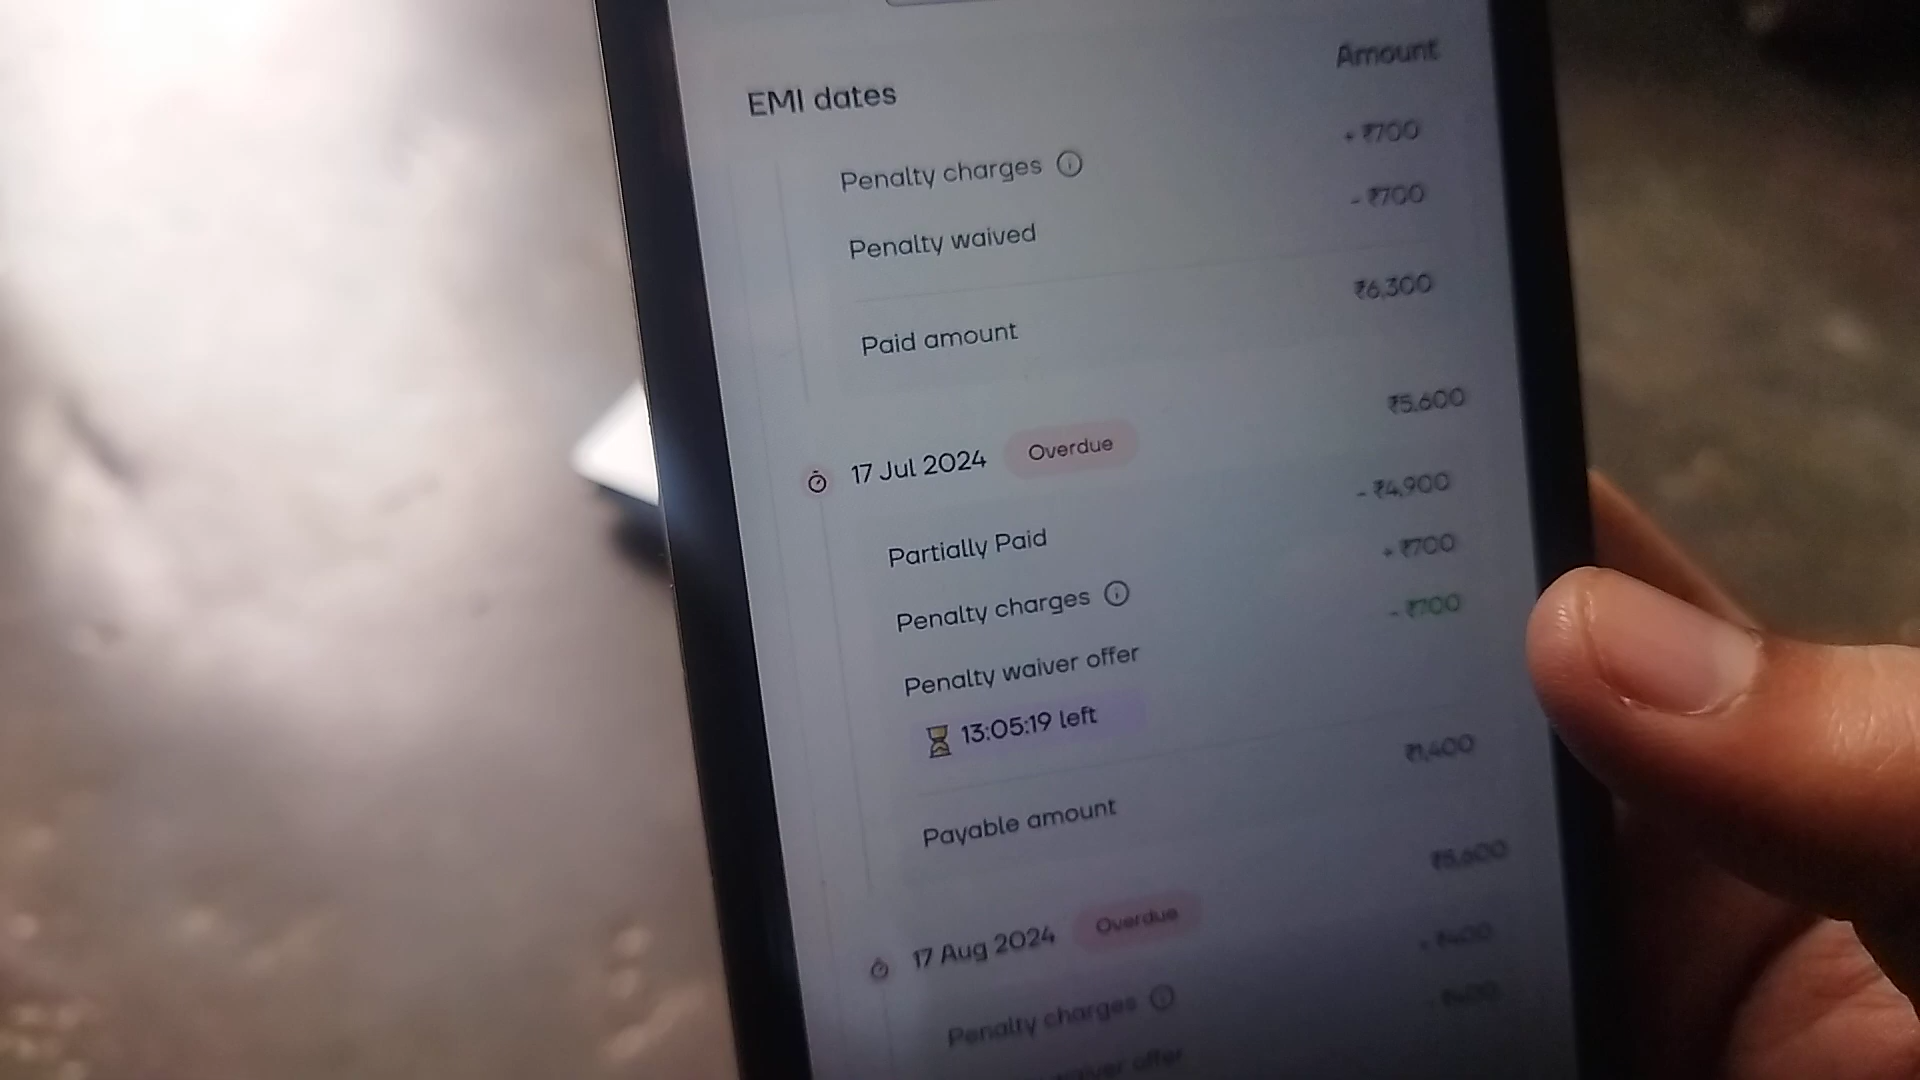 EMI dates Amount
Penalty charges + ₹700
Penalty waived - ₹700
Paid amount ₹6,300
17 Jul 2024 Overdue ₹5,600
Partially Paid - ₹4,900
Penalty charges + ₹700
Penalty waiver offer - ₹700
13:05:19 left
Payable amount ₹1,400
17 Aug 2024 Overdue ₹5,600
Penalty charges
waiver offer